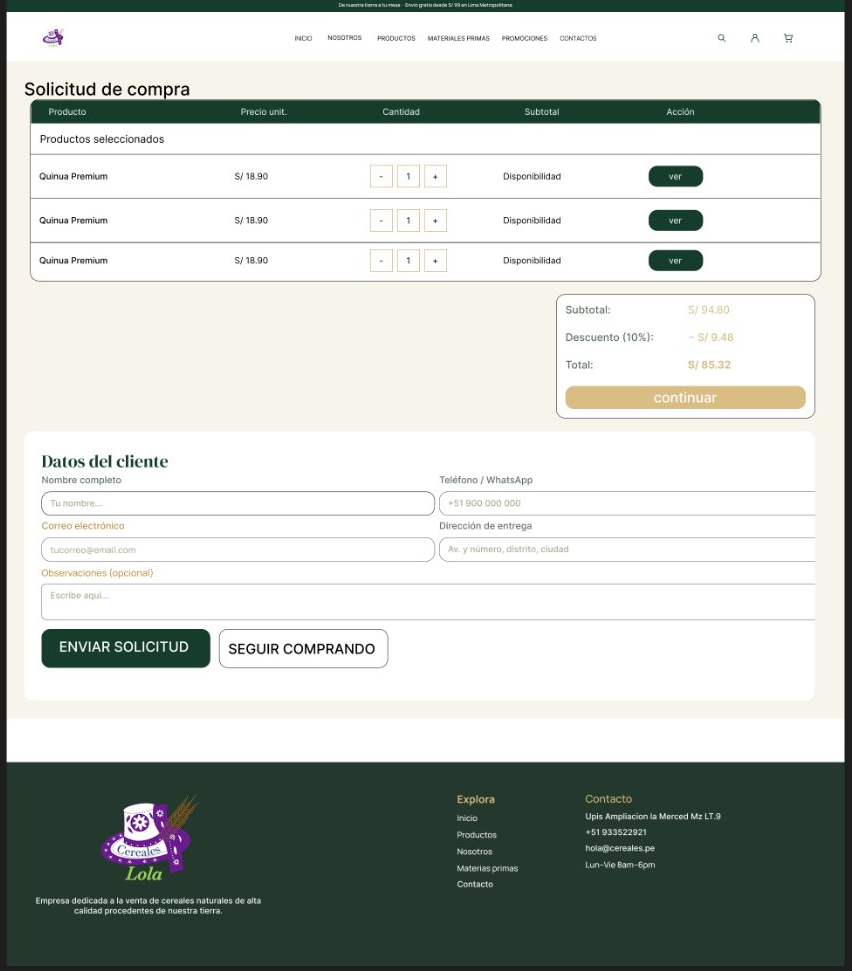 De nuestra tierra a tu mesa - Envío gratis desde S/ 99 en Lima Metropolitana
INICIO NOSOTROS PRODUCTOS MATERIALES PRIMAS PROMOCIONES CONTACTOS
Solicitud de compra
Producto Precio unit. Cantidad Subtotal Acción
Productos seleccionados
Quinua Premium S/ 18.90 - 1 + Disponibilidad ver
Quinua Premium S/ 18.90 - 1 + Disponibilidad ver
Quinua Premium S/ 18.90 - 1 + Disponibilidad ver
Subtotal: S/ 94.80
Descuento (10%): − S/ 9.48
Total: S/ 85.32
continuar
Datos del cliente
Nombre completo Teléfono / WhatsApp
Tu nombre... +51 900 000 000
Correo electrónico Dirección de entrega
tucorreo@email.com Av. y número, distrito, ciudad
Observaciones (opcional)
Escribe aquí...
ENVIAR SOLICITUD SEGUIR COMPRANDO
Cereales
Lola
Empresa dedicada a la venta de cereales naturales de alta
calidad procedentes de nuestra tierra.
Explora
Inicio
Productos
Nosotros
Materias primas
Contacto
Contacto
Upis Ampliacion la Merced Mz LT.9
+51 933522921
hola@cereales.pe
Lun-Vie 8am-6pm